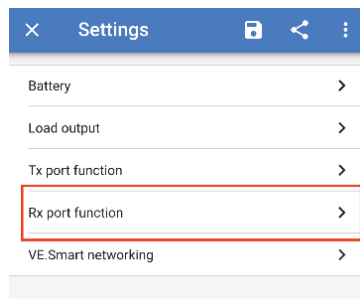 Settings
Battery
Load output
Tx port function
Rx port function
VE.Smart networking